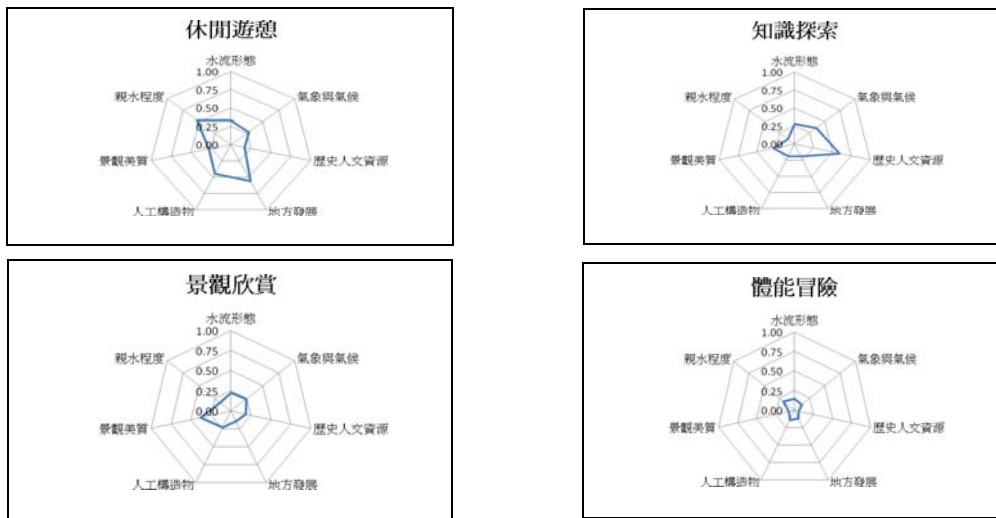 休閒遊憩
水流形態
1.00
0.75
0.50
0.25
0.00
氣象與氣候
歷史人文資源
地方發展
人工構造物
景觀美質
親水程度
知識探索
水流形態
1.00
0.75
0.50
0.25
0.00
氣象與氣候
歷史人文資源
地方發展
人工構造物
景觀美質
親水程度
景觀欣賞
水流形態
1.00
0.75
0.50
0.25
0.00
氣象與氣候
歷史人文資源
地方發展
人工構造物
景觀美質
親水程度
體能冒險
水流形態
1.00
0.75
0.50
0.25
0.00
氣象與氣候
歷史人文資源
地方發展
人工構造物
景觀美質
親水程度